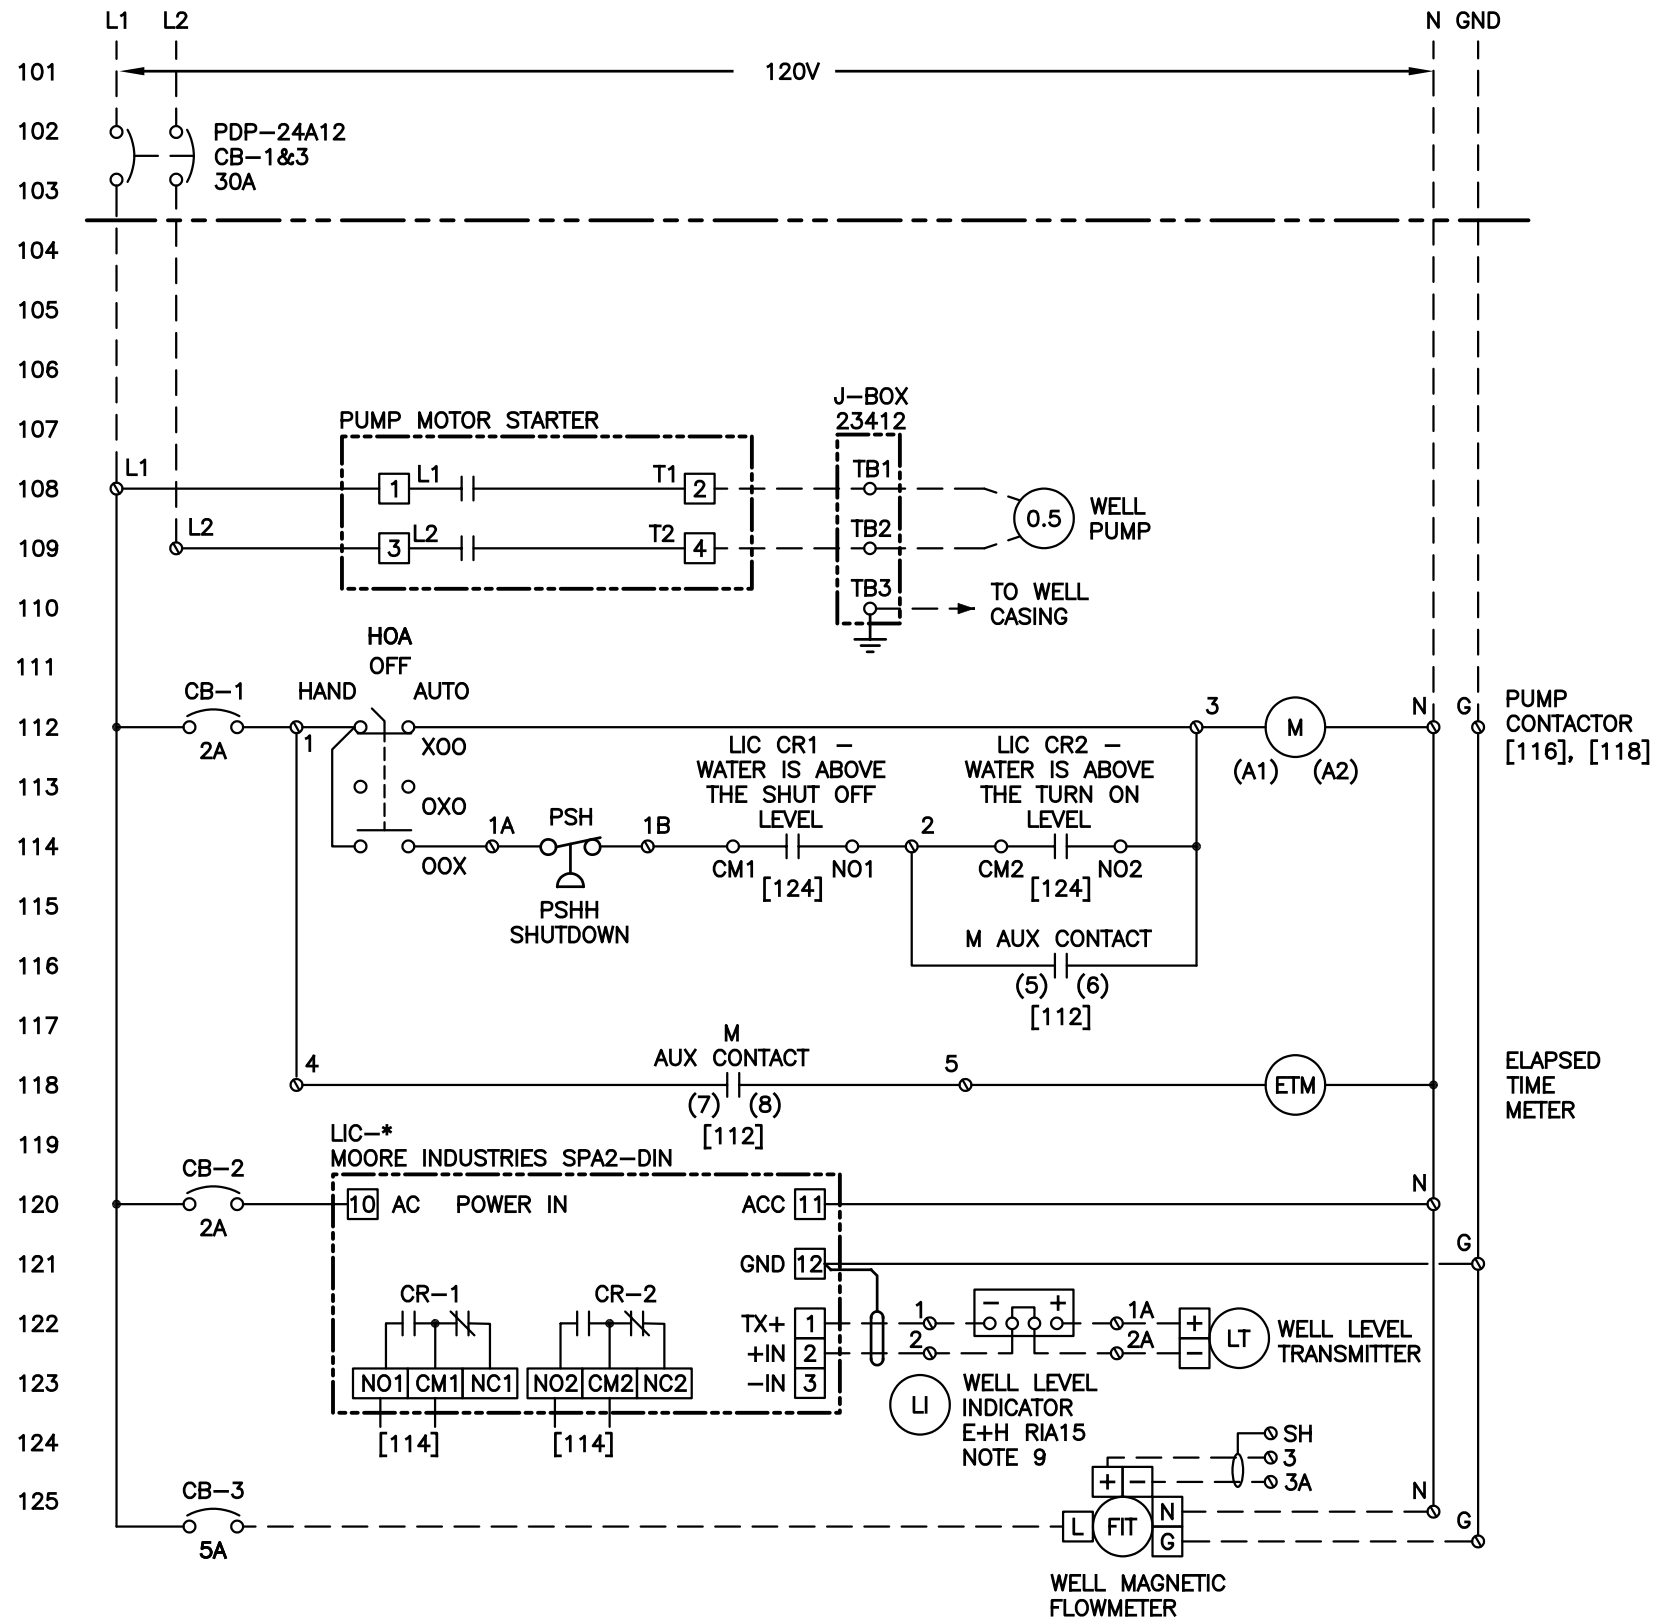 L1 L2 N GND
101 120V
102 PDP-24A12
CB-1&3
103 30A
104
105
106
J-BOX
107 PUMP MOTOR STARTER 23412
L1 L1 T1 TB1
108 1 2 WELL
0.5 PUMP
L2 L2 T2 TB2
109 3 4
TB3
110 TO WELL
CASING
HOA
111 OFF
CB-1 HAND AUTO
3 N G PUMP
112 1 M CONTACTOR
2A XOO [116], [118]
LIC CR1 - LIC CR2 -
WATER IS ABOVE WATER IS ABOVE (A1) (A2)
113 THE SHUT OFF THE TURN ON
OXO LEVEL LEVEL
1A PSH 1B 2
114
OOX CM1 NO1 CM2 NO2
[124] [124]
115 PSHH
SHUTDOWN
M AUX CONTACT
116
(5) (6)
[112]
117 M
AUX CONTACT
4 5 ELAPSED
118 ETM TIME
(7) (8) METER
[112]
119 LIC-*
MOORE INDUSTRIES SPA2-DIN
CB-2 N
120 10 AC POWER IN ACC 11
2A
G
121 GND 12
CR-1 CR-2
122 TX+ 1 1 - + 1A + LT WELL LEVEL
+IN 2 2 2A - TRANSMITTER
123 NO1 CM1 NC1 NO2 CM2 NC2 -IN 3
LI WELL LEVEL
INDICATOR
E+H RIA15
NOTE 9
124 [114] [114]
SH
3
+ - 3A
CB-3
125 N N
L FIT
5A G G
WELL MAGNETIC
FLOWMETER